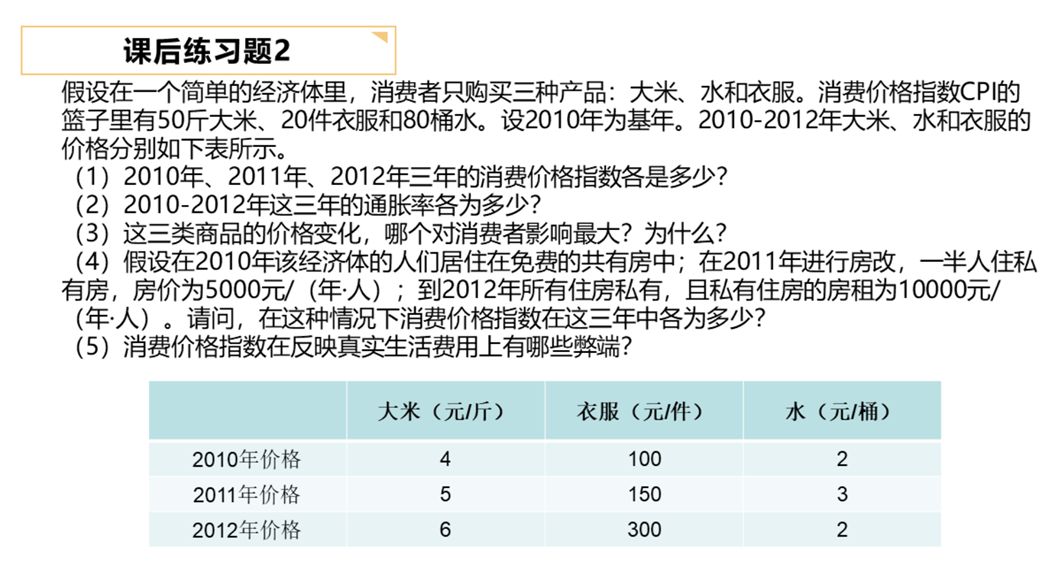 课后练习题2
假设在一个简单的经济体里，消费者只购买三种产品：大米、水和衣服。消费价格指数CPI的
篮子里有50斤大米、20件衣服和80桶水。设2010年为基年。2010-2012年大米、水和衣服的
价格分别如下表所示。
（1）2010年、2011年、2012年三年的消费价格指数各是多少？
（2）2010-2012年这三年的通胀率各为多少？
（3）这三类商品的价格变化，哪个对消费者影响最大？为什么？
（4）假设在2010年该经济体的人们居住在免费的共有房中；在2011年进行房改，一半人住私
有房，房价为5000元/（年·人）；到2012年所有住房私有，且私有住房的房租为10000元/
（年·人）。请问，在这种情况下消费价格指数在这三年中各为多少？
（5）消费价格指数在反映真实生活费用上有哪些弊端？
大米（元/斤） 衣服（元/件） 水（元/桶）
2010年价格 4 100 2
2011年价格 5 150 3
2012年价格 6 300 2